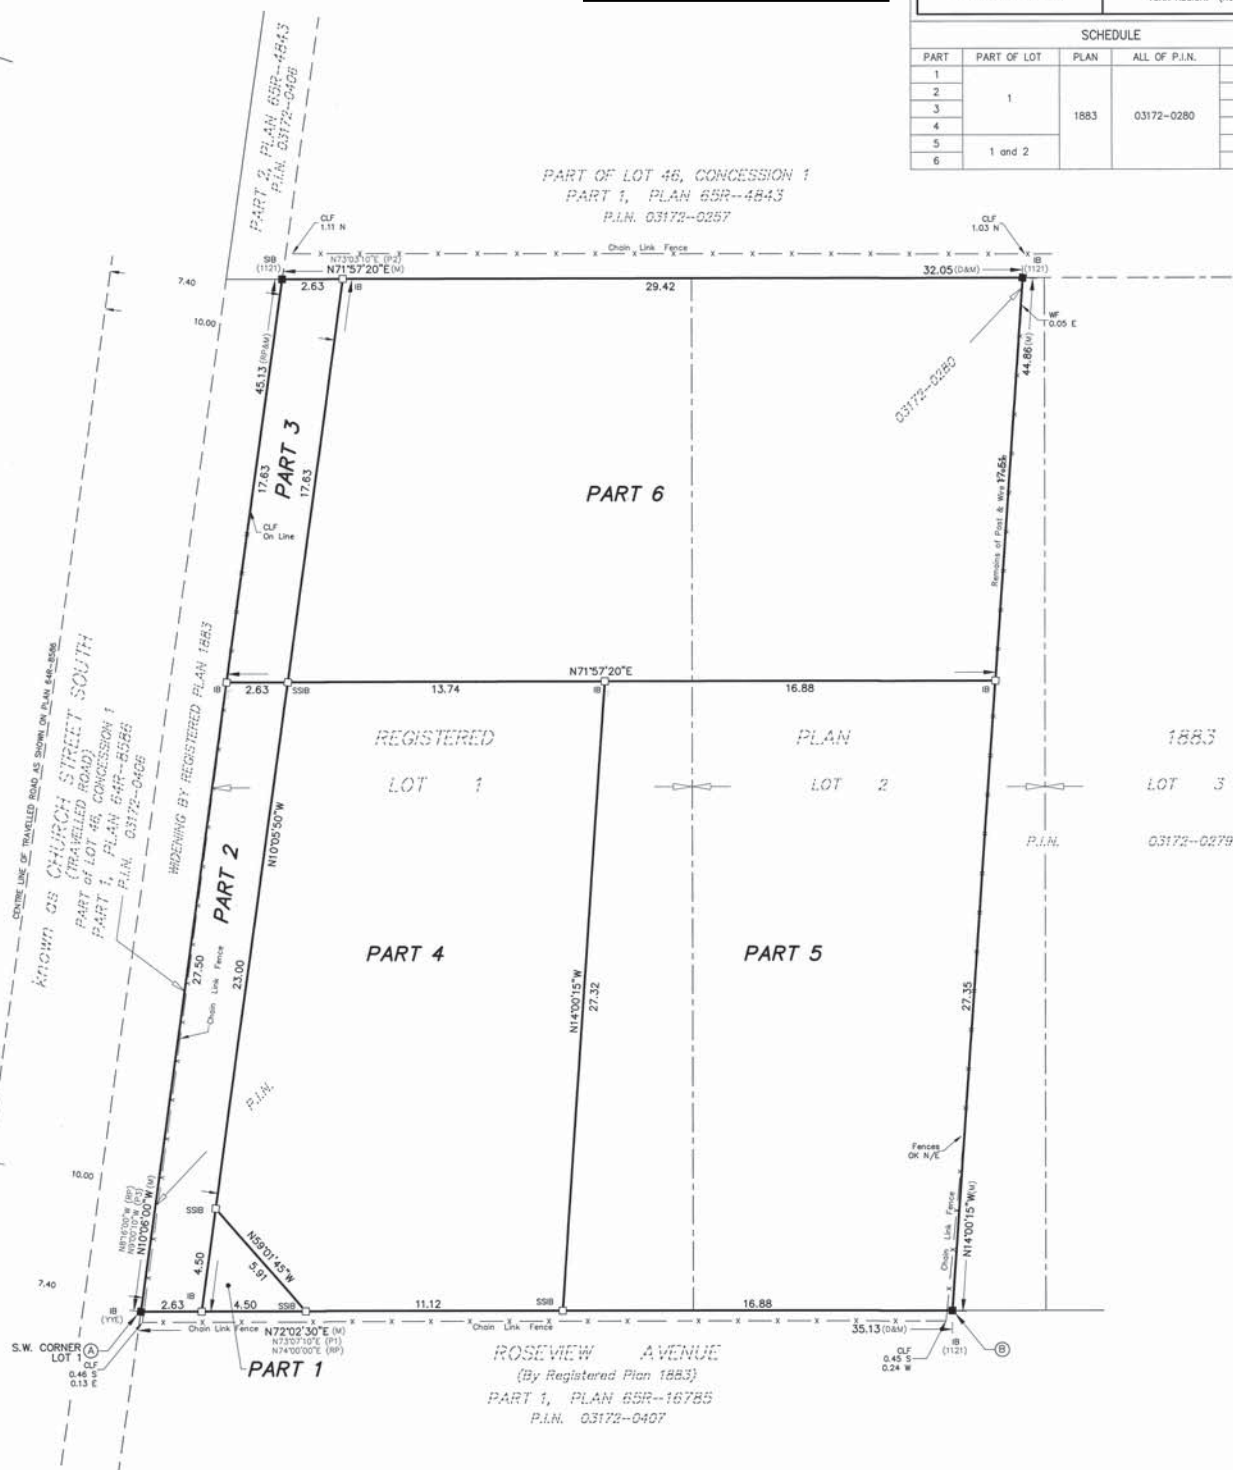 SCHEDULE
PART PART OF LOT PLAN ALL OF P.I.N.
1
2
3
4
5
6
1
1 and 2
1883
03172-0280
PART 2, PLAN 65R-4843
P.I.N. 03172-0406
PART OF LOT 46, CONCESSION 1
PART 1, PLAN 65R-4843
P.I.N. 03172-0257
CLF
1.11 N
Chain Link Fence
CLF
1.03 N
SIB
(1121)
N73°03'10"E (P2)
N71°57'20"E (M)
32.05 (D&M)
IB
(1121)
7.40
2.63
IB
29.42
10.00
WF
0.05 E
45.13 (RP&M)
44.86 (M)
03172-0280
PART 3
17.63
17.63
CLF
On Line
PART 6
Remains of Post & Wire
CENTRE LINE OF TRAVELLED ROAD AS SHOWN ON PLAN 64R-8586
known as CHURCH STREET SOUTH
(TRAVELLED ROAD)
PART of LOT 46, CONCESSION 1
PART 1, PLAN 64R-8586
P.I.N. 03172-0406
WIDENING BY REGISTERED PLAN 1883
N71°57'20"E
IB
2.63
SSIB
13.74
IB
16.88
IB
REGISTERED PLAN 1883
LOT 1
LOT 2
LOT 3
N10°05'50"W
P.I.N. 03172-0279
PART 2
PART 4
PART 5
27.50
Chain Link Fence
23.00
N14°00'15"W
27.32
27.35
P.I.N.
Fences
OK N/E
10.00
N8°16'00"W (RP)
N9°00'10"W (P3)
N10°06'00"W (M)
SSIB
N59°01'45"W
5.91
4.50
Chain Link Fence
N14°00'15"W (M)
7.40
IB
(YYE)
2.63
IB
4.50
SSIB
11.12
SSIB
16.88
Chain Link Fence
N72°02'30"E (M)
N73°07'10"E (P1)
N74°00'00"E (RP)
Chain Link Fence
35.13 (D&M)
S.W. CORNER
LOT 1
A
CLF
0.46 S
0.13 E
PART 1
CLF
0.45 S
0.24 W
IB
(1121)
B
ROSEVIEW AVENUE
(By Registered Plan 1883)
PART 1, PLAN 65R-16785
P.I.N. 03172-0407